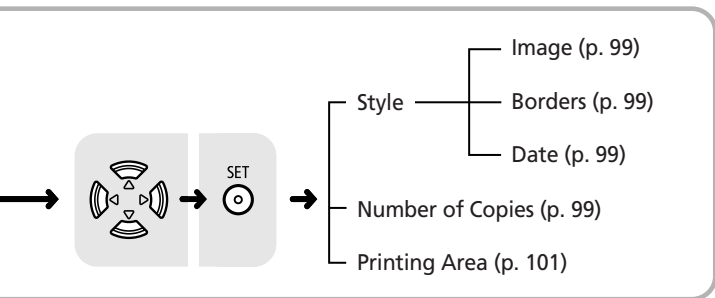 Image (p. 99)
Style
Borders (p. 99)
Date (p. 99)
SET
Number of Copies (p. 99)
Printing Area (p. 101)